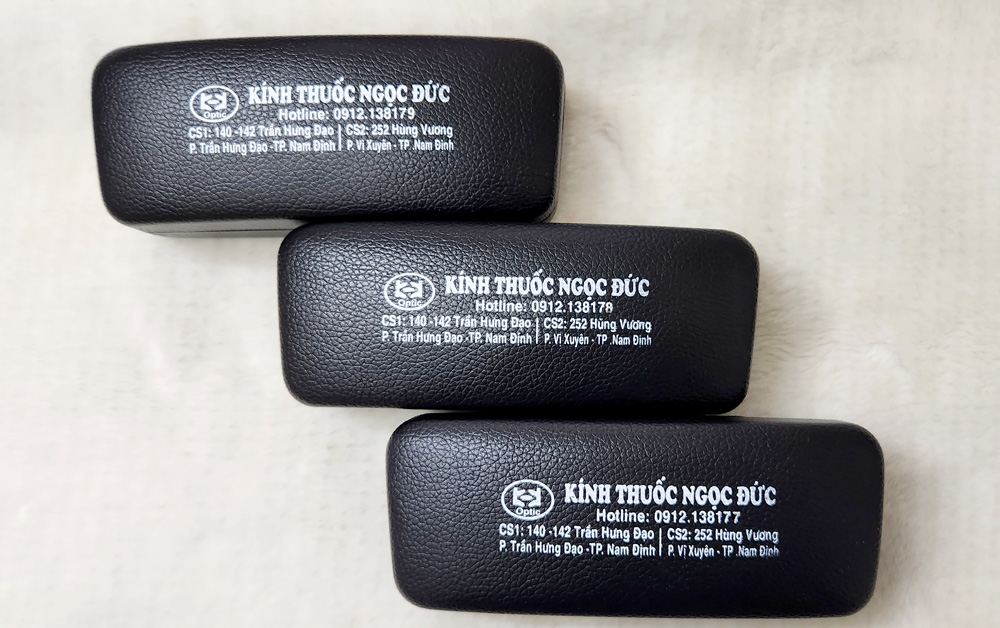 Optic
KÍNH THUỐC NGỌC ĐỨC
Hotline: 0912.138179
CS1: 140 -142 Trần Hưng Đạo | CS2: 252 Hùng Vương
P. Trần Hưng Đạo -TP. Nam Định | P. Vị Xuyên - TP .Nam Định
Optic
KÍNH THUỐC NGỌC ĐỨC
Hotline: 0912.138178
CS1: 140 -142 Trần Hưng Đạo | CS2: 252 Hùng Vương
P. Trần Hưng Đạo -TP. Nam Định | P. Vị Xuyên - TP .Nam Định
Optic
KÍNH THUỐC NGỌC ĐỨC
Hotline: 0912.138177
CS1: 140 -142 Trần Hưng Đạo | CS2: 252 Hùng Vương
P. Trần Hưng Đạo -TP. Nam Định | P. Vị Xuyên - TP .Nam Định